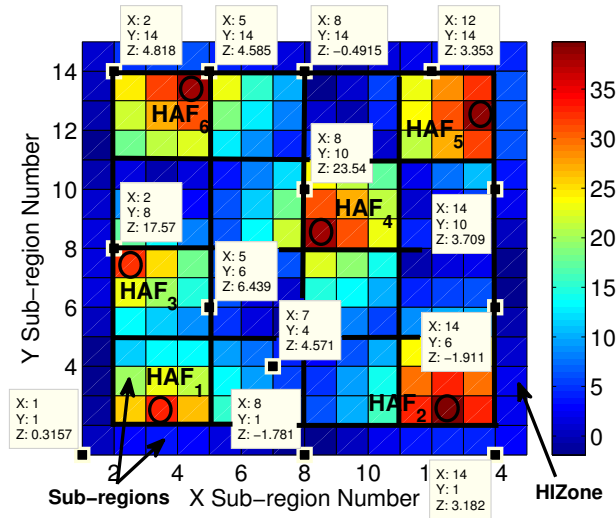 X: 2
Y: 14
Z: 4.818
X: 5
Y: 14
Z: 4.585
X: 8
Y: 14
Z: -0.4915
X: 12
Y: 14
Z: 3.353
HAF6
HAF5
X: 8
Y: 10
Z: 23.54
X: 2
Y: 8
Z: 17.57
HAF4
X: 14
Y: 10
Z: 3.709
X: 5
Y: 6
Z: 6.439
HAF3
X: 7
Y: 4
Z: 4.571
X: 14
Y: 6
Z: -1.911
HAF1
HAF2
X: 1
Y: 1
Z: 0.3157
X: 8
Y: 1
Z: -1.781
X: 14
Y: 1
Z: 3.182
Sub-regions
HIZone
14
12
10
8
6
4
2
4
6
10
12
14
X Sub-region Number
Y Sub-region Number
35
30
25
20
15
10
5
0